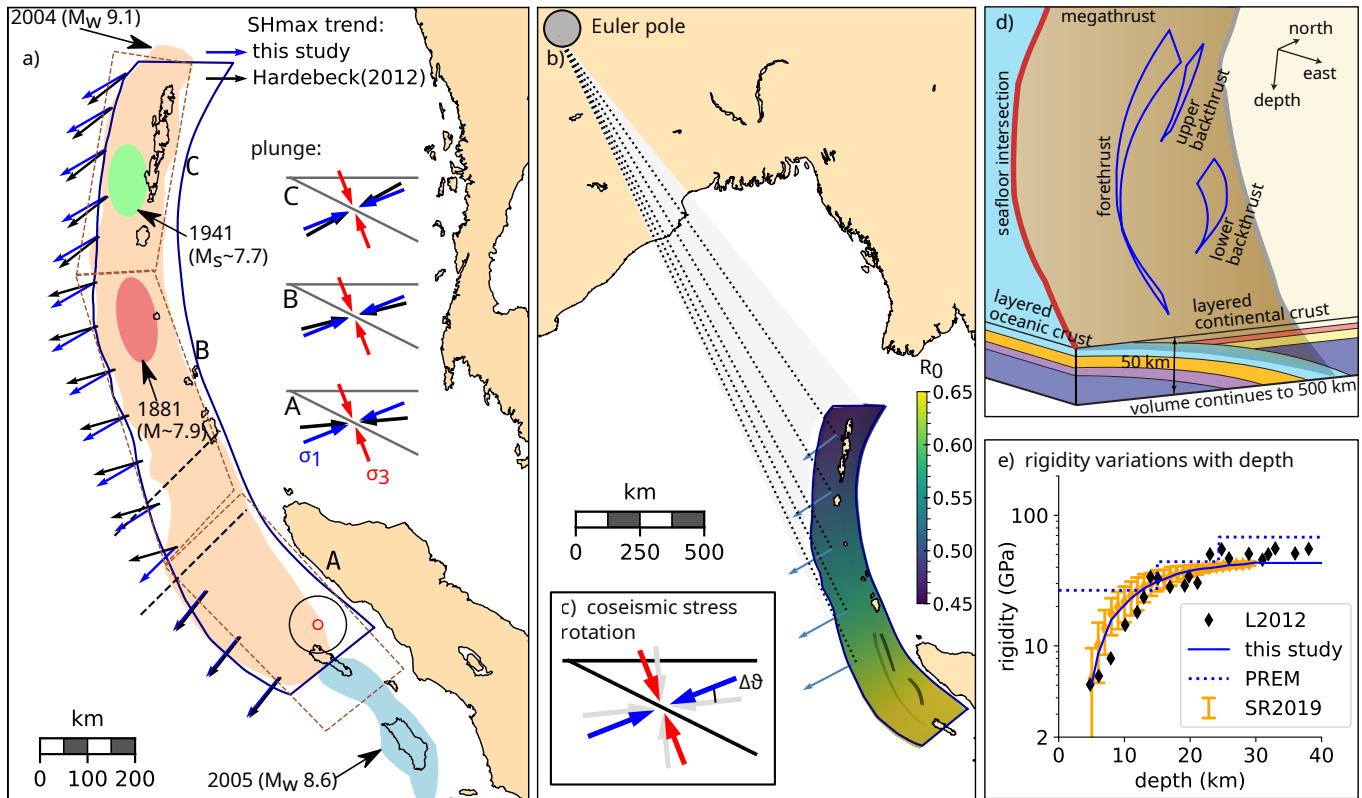 2004 (Mw 9.1)
a)
SHmax trend:
this study
Hardebeck(2012)
plunge:
C
C
1941
(Ms~7.7)
B
B
1881
(M~7.9)
A
σ1
σ3
A
km
0 100 200
2005 (Mw 8.6)
Euler pole
b)
R0
0.65
0.60
0.55
0.50
0.45
km
0 250 500
c) coseismic stress
rotation
Δϑ
d)
megathrust
north
east
depth
seafloor intersection
forethrust
upper
backthrust
lower
backthrust
layered
oceanic crust
layered
continental crust
50 km
volume continues to 500 km
e) rigidity variations with depth
rigidity (GPa)
100
10
2
L2012
this study
PREM
SR2019
0 10 20 30 40
depth (km)